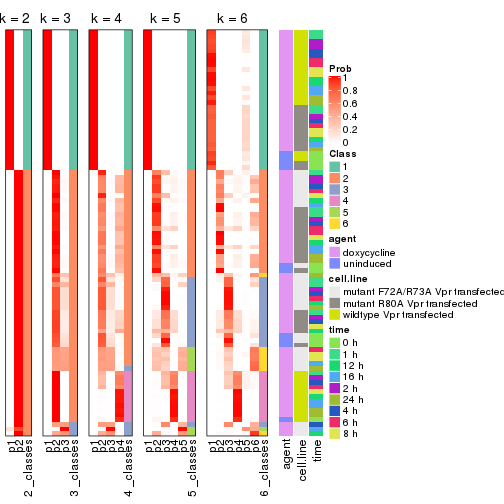 k = 2
k = 3
k = 4
k = 5
k = 6
p1
p2
2_classes
p1
p2
p3
3_classes
p1
p2
p3
p4
4_classes
p1
p2
p3
p4
p5
5_classes
p1
p2
p3
p4
p5
p6
6_classes
agent
cell.line
time
Prob
1
0.8
0.6
0.4
0.2
0
Class
1
2
3
4
5
6
agent
doxycycline
uninduced
cell.line
mutant F72A/R73A Vpr transfected
mutant R80A Vpr transfected
wildtype Vpr transfected
time
0 h
1 h
12 h
16 h
2 h
24 h
4 h
6 h
8 h